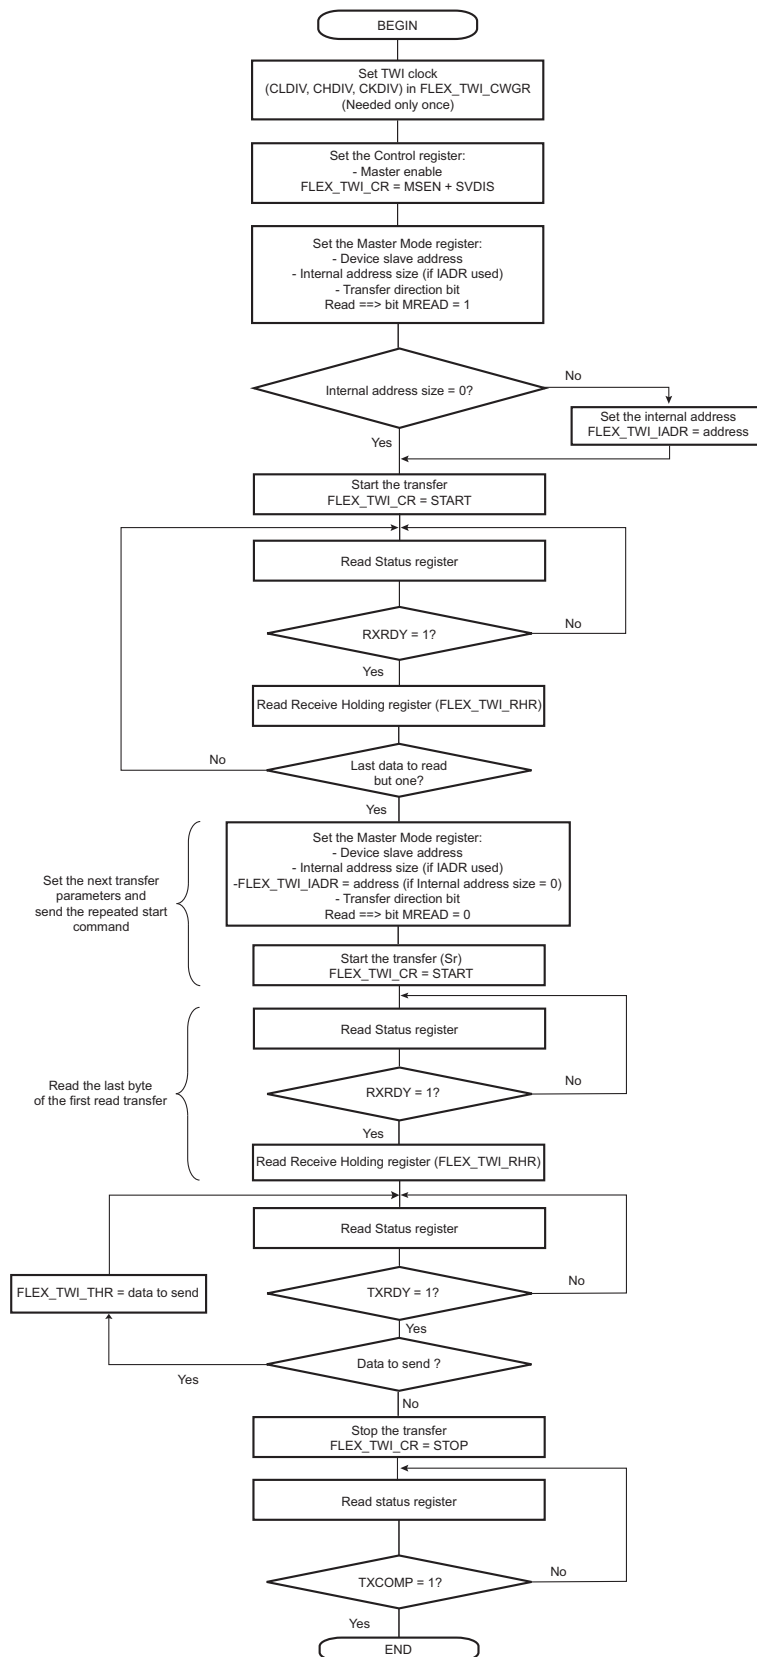 BEGIN
Set TWI clock
(CLDIV, CHDIV, CKDIV) in FLEX_TWI_CWGR
(Needed only once)
Set the Control register:
- Master enable
FLEX_TWI_CR = MSEN + SVDIS
Set the Master Mode register:
- Device slave address
- Internal address size (if IADR used)
- Transfer direction bit
Read ==> bit MREAD = 1
Internal address size = 0?
No
Set the internal address
FLEX_TWI_IADR = address
Yes
Start the transfer
FLEX_TWI_CR = START
Read Status register
RXRDY = 1?
No
Yes
Read Receive Holding register (FLEX_TWI_RHR)
No
Last data to read
but one?
Yes
Set the next transfer
parameters and
send the repeated start
command
Set the Master Mode register:
- Device slave address
- Internal address size (if IADR used)
-FLEX_TWI_IADR = address (if Internal address size = 0)
- Transfer direction bit
Read ==> bit MREAD = 0
Start the transfer (Sr)
FLEX_TWI_CR = START
Read the last byte
of the first read transfer
Read Status register
RXRDY = 1?
No
Yes
Read Receive Holding register (FLEX_TWI_RHR)
Read Status register
FLEX_TWI_THR = data to send
TXRDY = 1?
No
Yes
Data to send ?
Yes
No
Stop the transfer
FLEX_TWI_CR = STOP
Read status register
TXCOMP = 1?
No
Yes
END